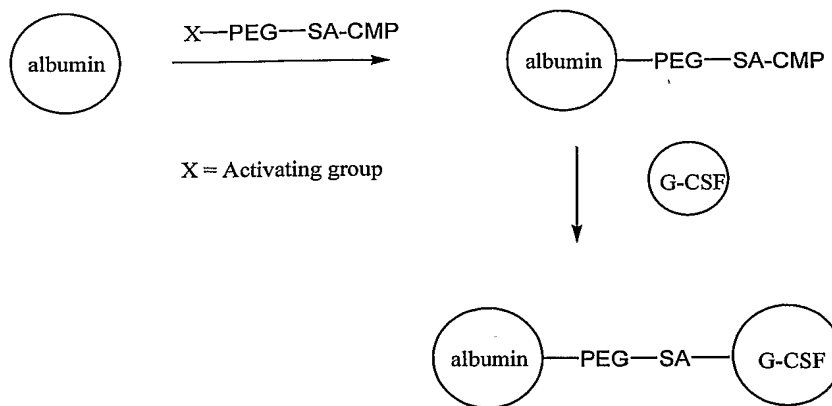 X—PEG—SA-CMP
albumin
albumin—PEG—SA-CMP
X = Activating group
G-CSF
albumin—PEG—SA—G-CSF